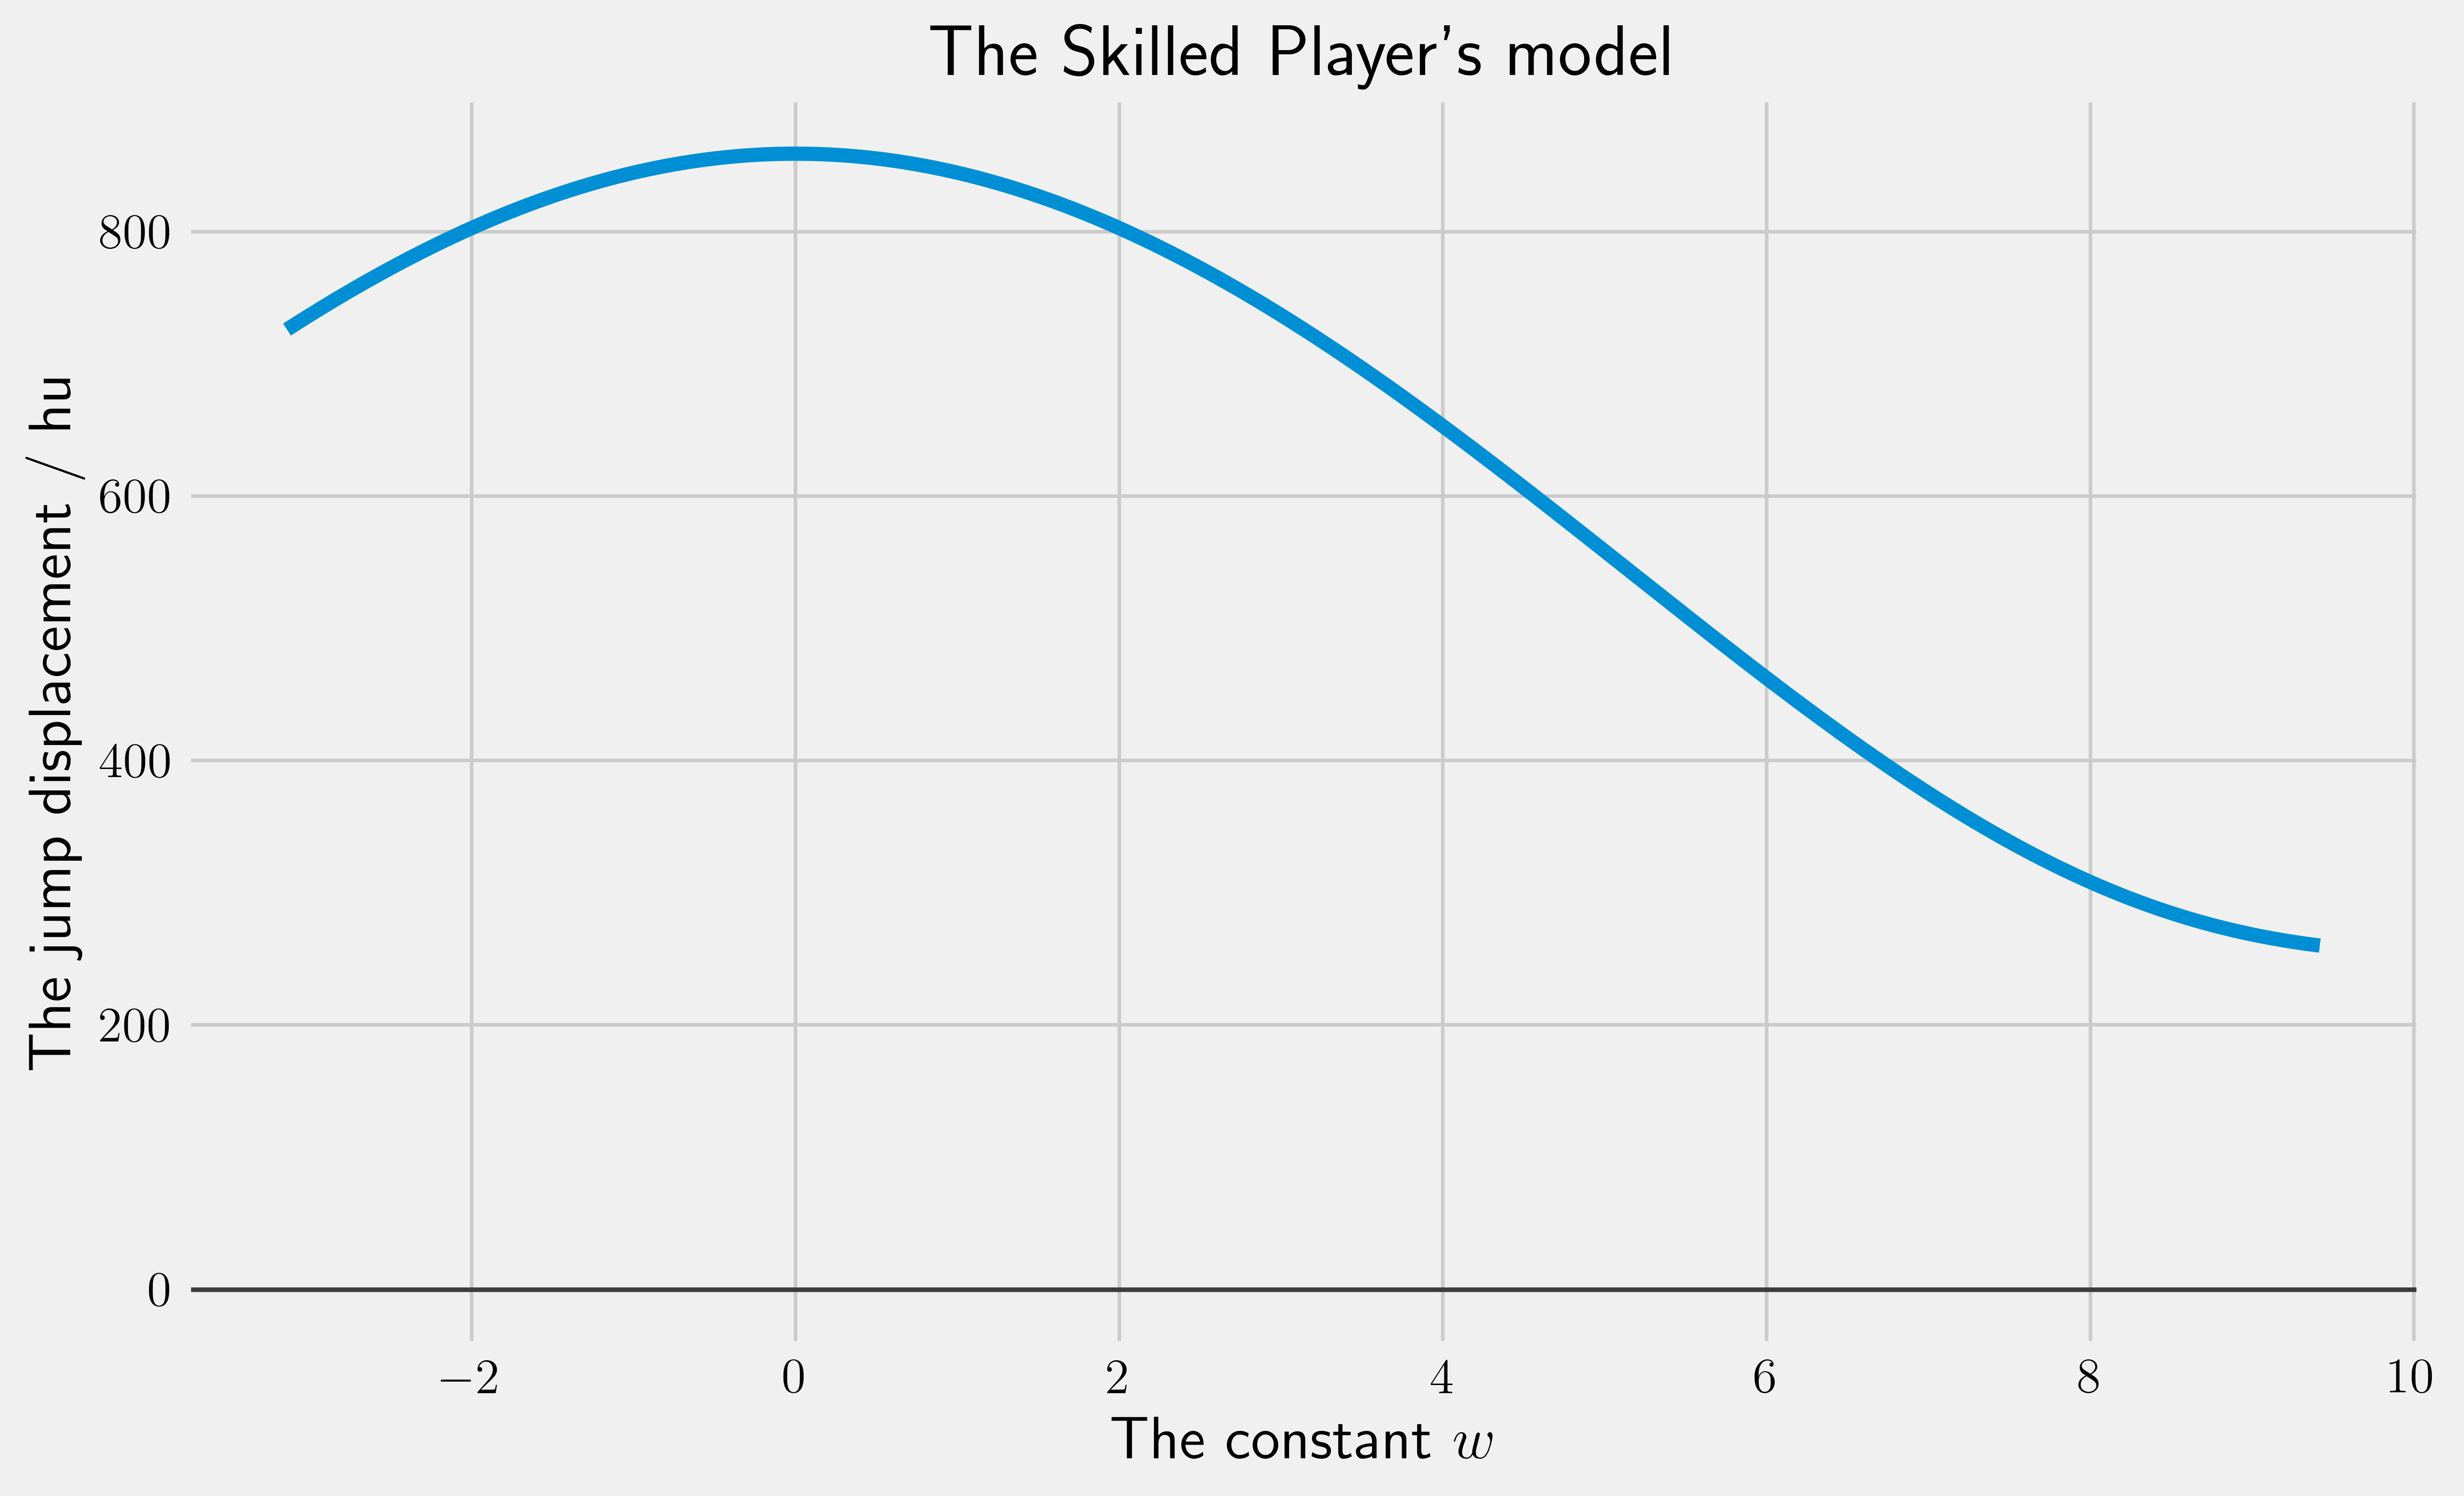 The Skilled Player's model
The jump displacement / hu
800
600
400
200
0
−2 0 2 4 6 8 10
The constant w